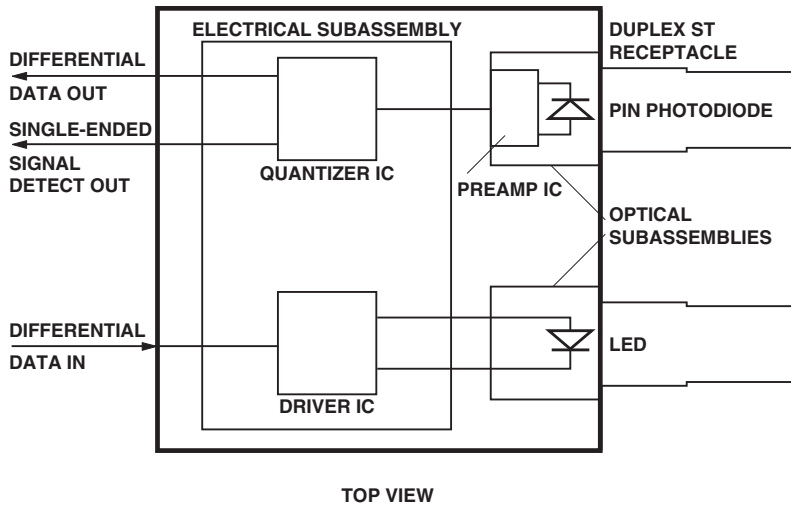 ELECTRICAL SUBASSEMBLY
DUPLEX ST
RECEPTACLE
DIFFERENTIAL
DATA OUT
PIN PHOTODIODE
SINGLE-ENDED
SIGNAL
DETECT OUT
QUANTIZER IC
PREAMP IC
OPTICAL
SUBASSEMBLIES
DIFFERENTIAL
DATA IN
LED
DRIVER IC
TOP VIEW